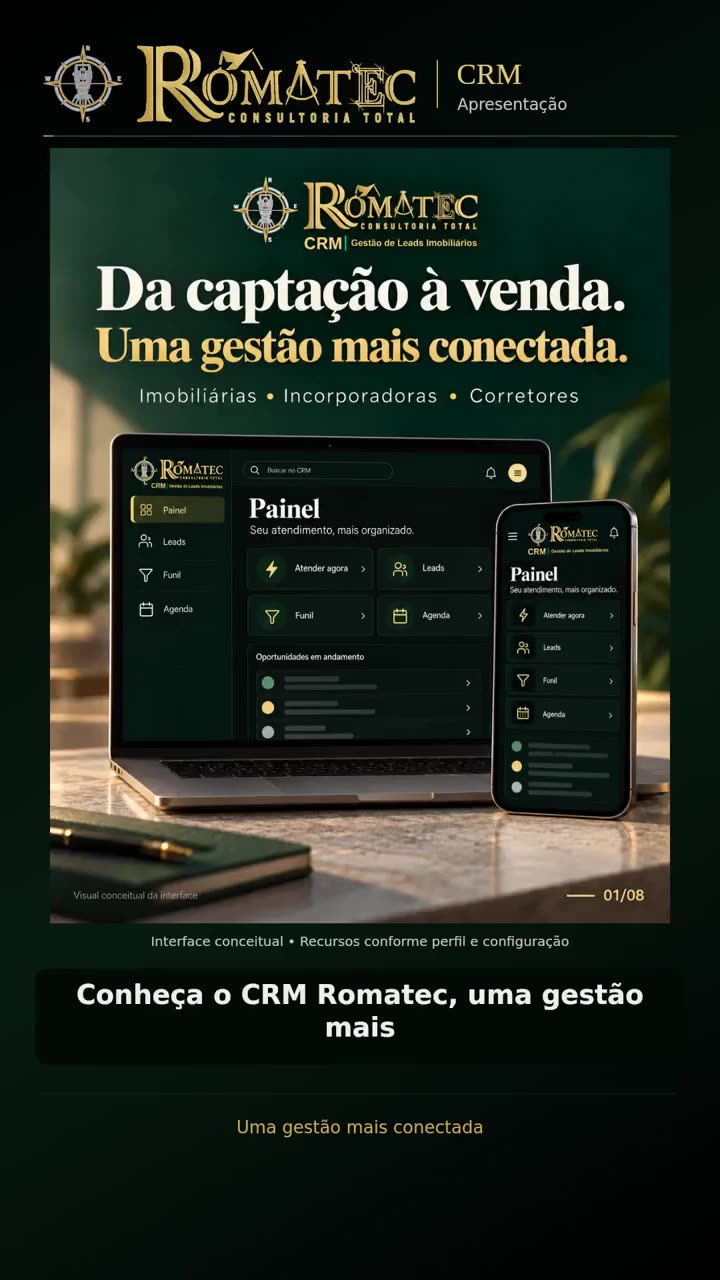 N
W E
S
ROMATEC
CONSULTORIA TOTAL
CRM
Apresentação
N
W E
S
ROMATEC
CONSULTORIA TOTAL
CRM | Gestão de Leads Imobiliários
Da captação à venda.
Uma gestão mais conectada.
Imobiliárias • Incorporadoras • Corretores
ROMATEC
CONSULTORIA TOTAL
CRM | Gestão de Leads Imobiliários
Buscar no CRM
Painel
Leads
Funil
Agenda
Painel
Seu atendimento, mais organizado.
Atender agora
Leads
Funil
Agenda
Oportunidades em andamento
ROMATEC
CONSULTORIA TOTAL
CRM | Gestão de Leads Imobiliários
Painel
Seu atendimento, mais organizado.
Atender agora
Leads
Funil
Agenda
Visual conceitual da interface
01/08
Interface conceitual • Recursos conforme perfil e configuração
Conheça o CRM Romatec, uma gestão
mais
Uma gestão mais conectada